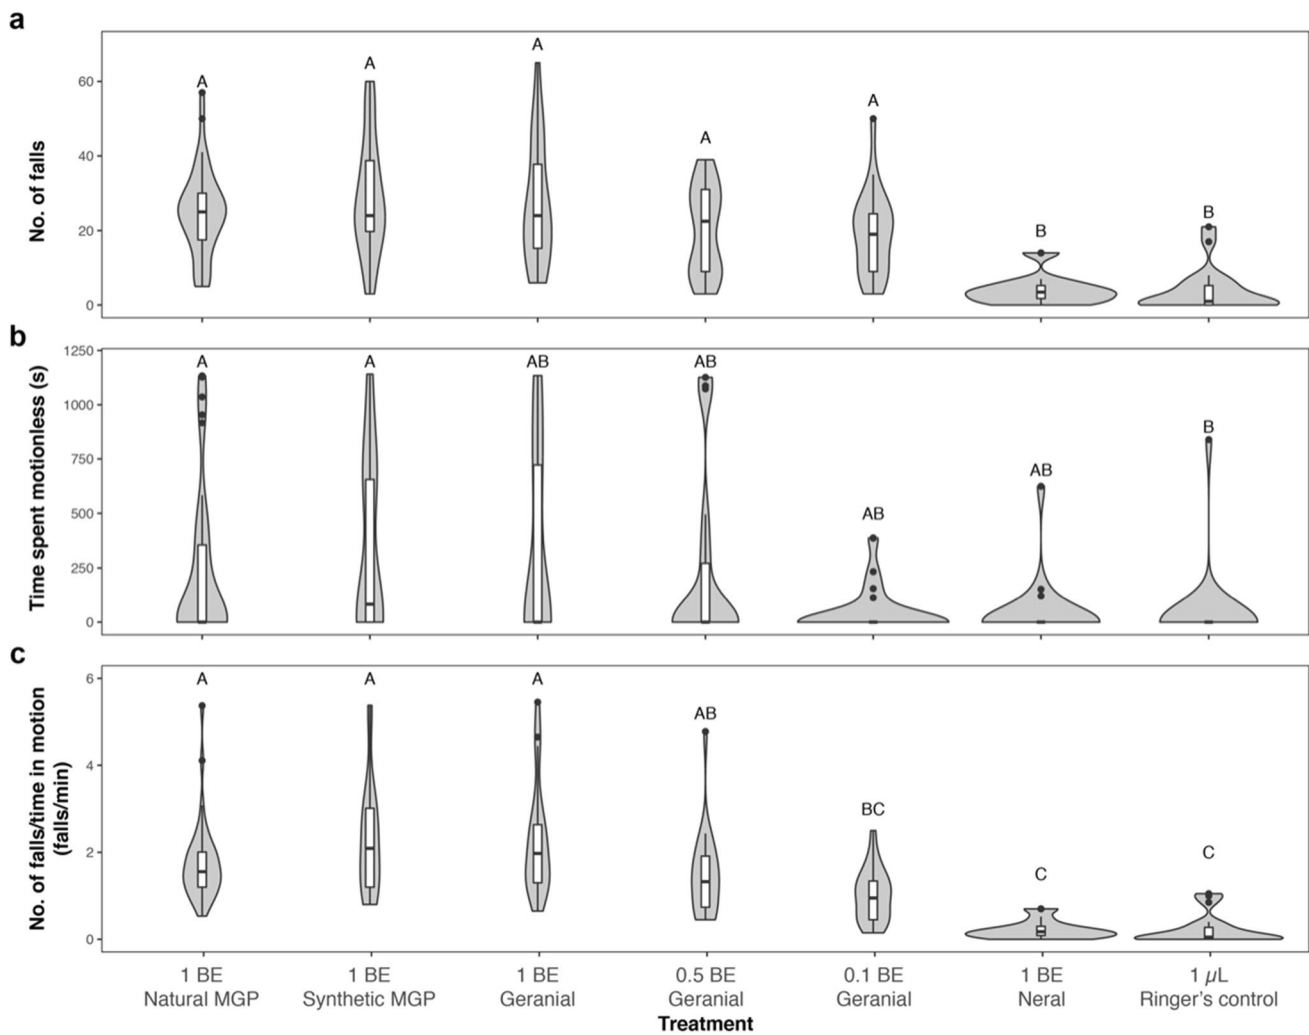 a
No. of falls
60
40
20
0
A
A
A
A
A
B
B
b
Time spent motionless (s)
1250
1000
750
500
250
0
A
A
AB
AB
AB
AB
B
c
No. of falls/time in motion
(falls/min)
6
4
2
0
A
A
A
AB
BC
C
C
1 BE
Natural MGP
1 BE
Synthetic MGP
1 BE
Geranial
0.5 BE
Geranial
0.1 BE
Geranial
1 BE
Neral
1 µL
Ringer's control
Treatment